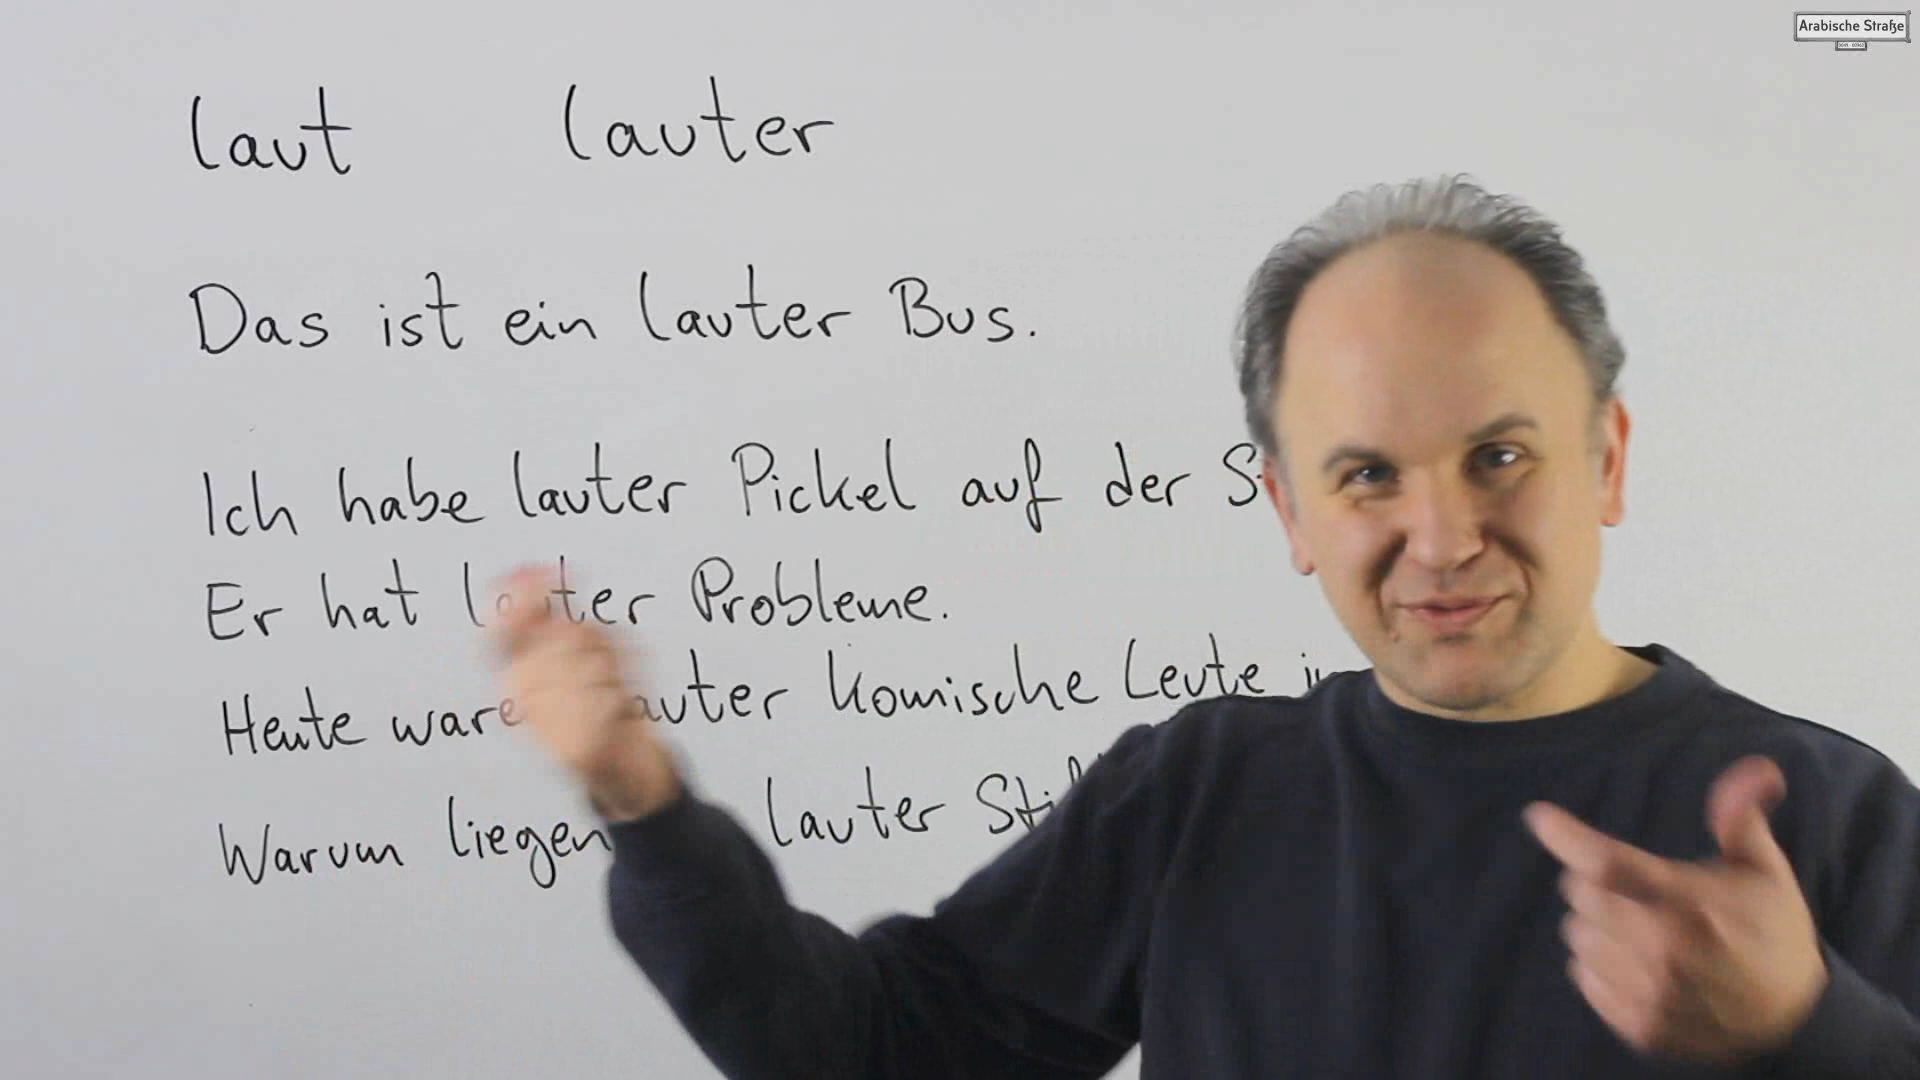 Arabische Straße
laut lauter
Das ist ein lauter Bus.
Ich habe lauter Pickel auf der
Er hat lauter Probleme.
Heute lauter komische Leute
Warum liegen lauter